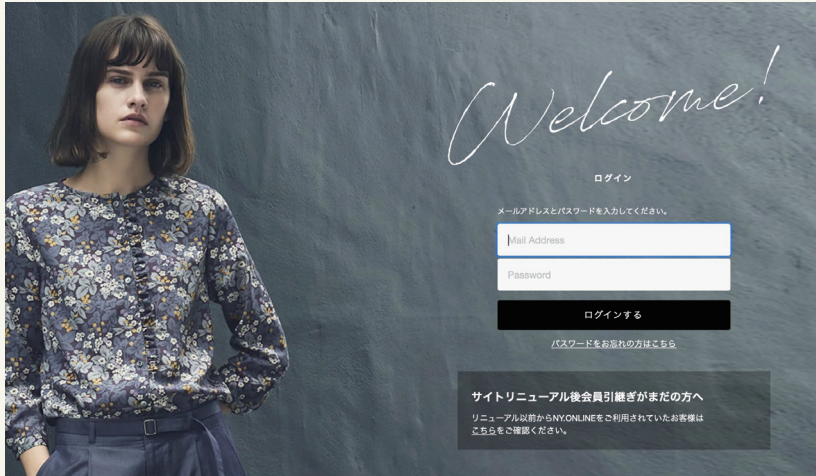 Welcome!
ログイン
メールアドレスとパスワードを入力してください。
Mail Address
Password
ログインする
パスワードをお忘れの方はこちら
サイトリニューアル後会員引継ぎがまだの方へ
リニューアル以前からNY.ONLINEをご利用されていたお客様は
こちらをご確認ください。